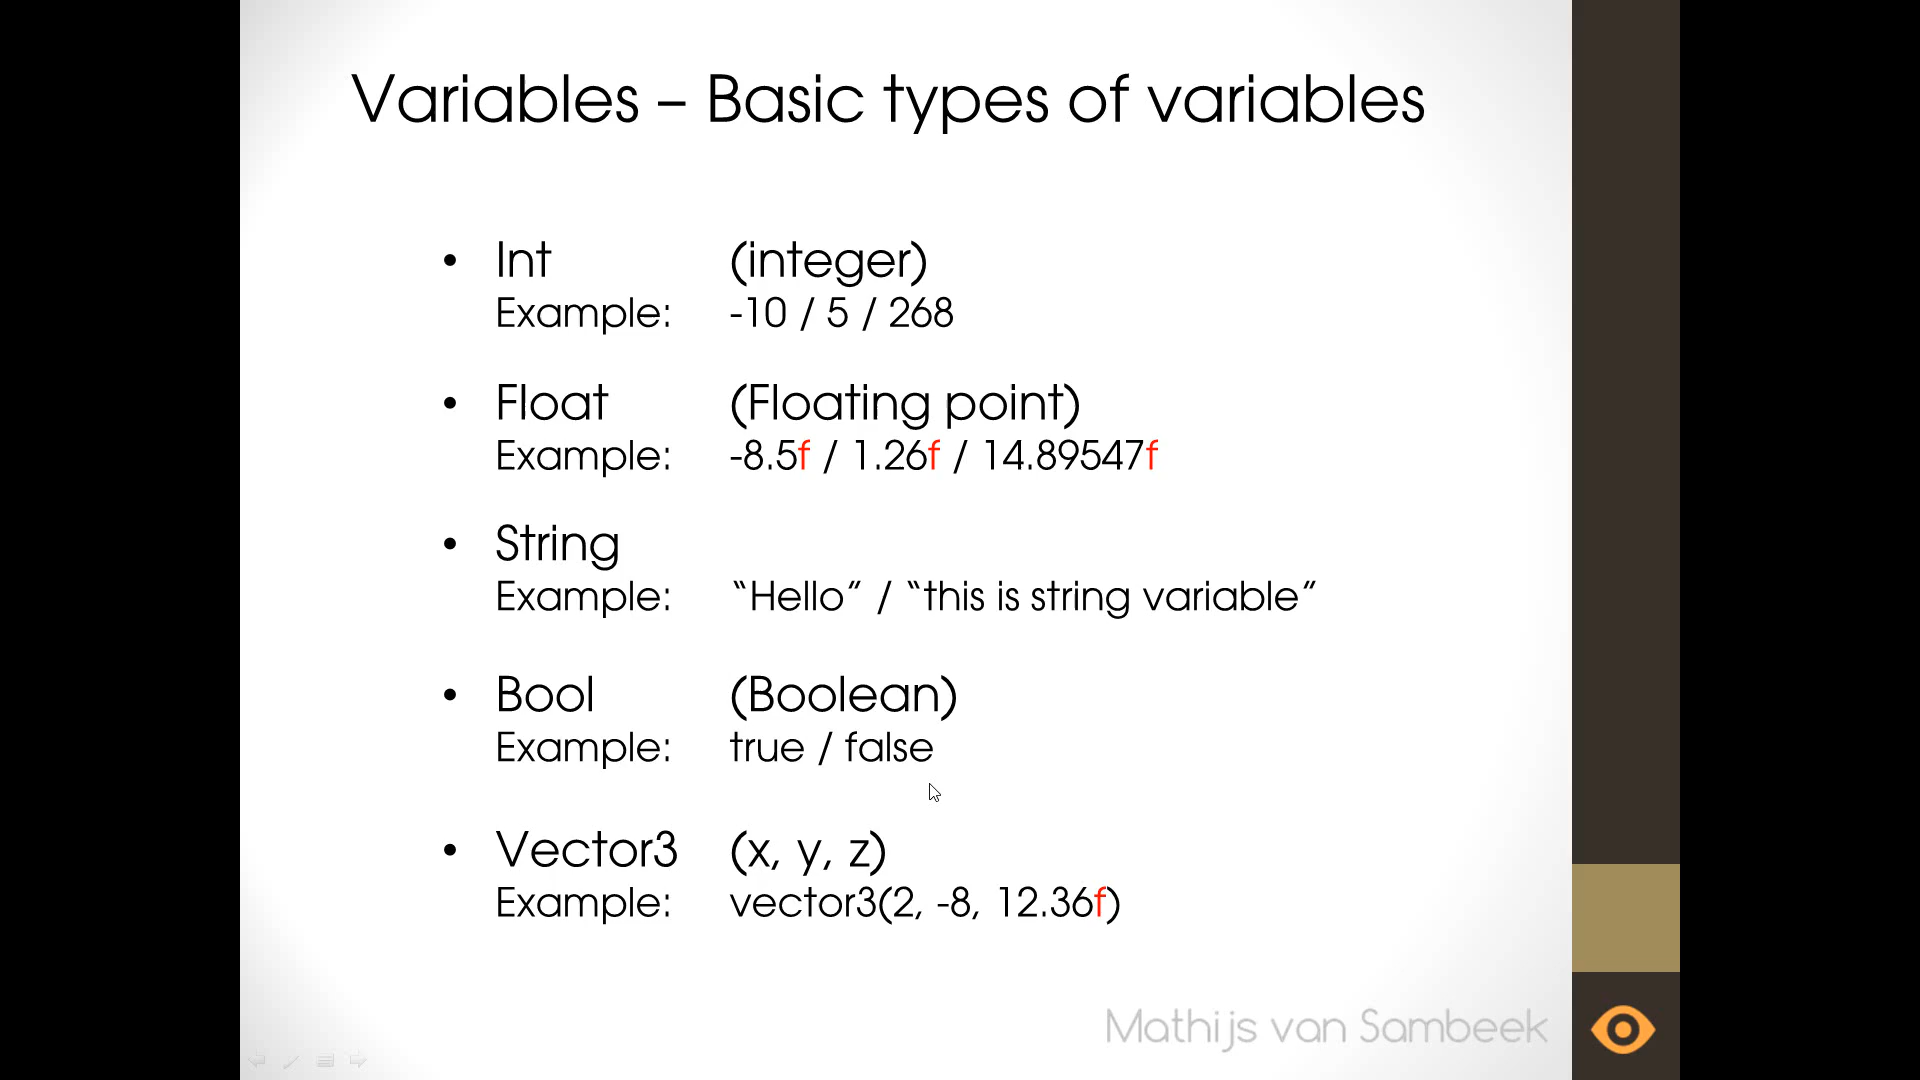 Variables – Basic types of variables
• Int (integer)
Example: -10 / 5 / 268
• Float (Floating point)
Example: -8.5f / 1.26f / 14.89547f
• String
Example: “Hello” / “this is string variable”
• Bool (Boolean)
Example: true / false
• Vector3 (x, y, z)
Example: vector3(2, -8, 12.36f)
Mathijs van Sambeek